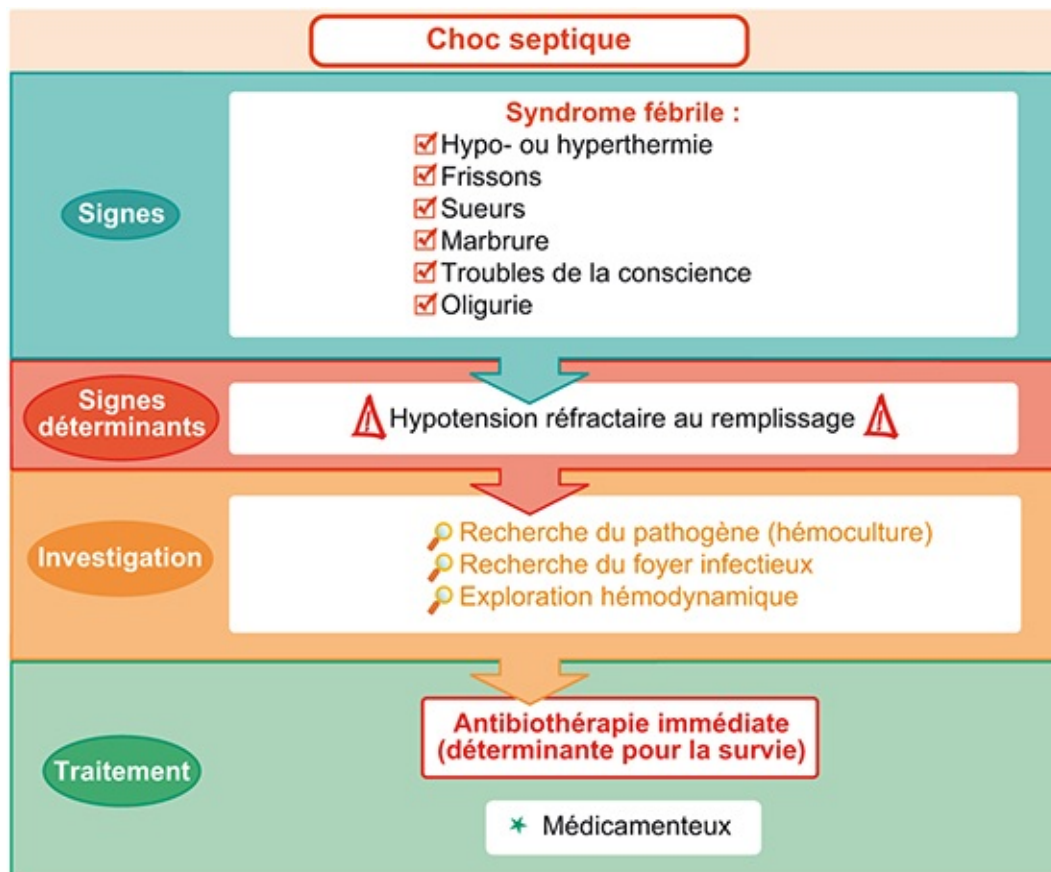 Choc septique
Signes
Syndrome fébrile :
Hypo- ou hyperthermie
Frissons
Sueurs
Marbrure
Troubles de la conscience
Oligurie
Signes
déterminants
Hypotension réfractaire au remplissage
Investigation
Recherche du pathogène (hémoculture)
Recherche du foyer infectieux
Exploration hémodynamique
Traitement
Antibiothérapie immédiate
(déterminante pour la survie)
Médicamenteux